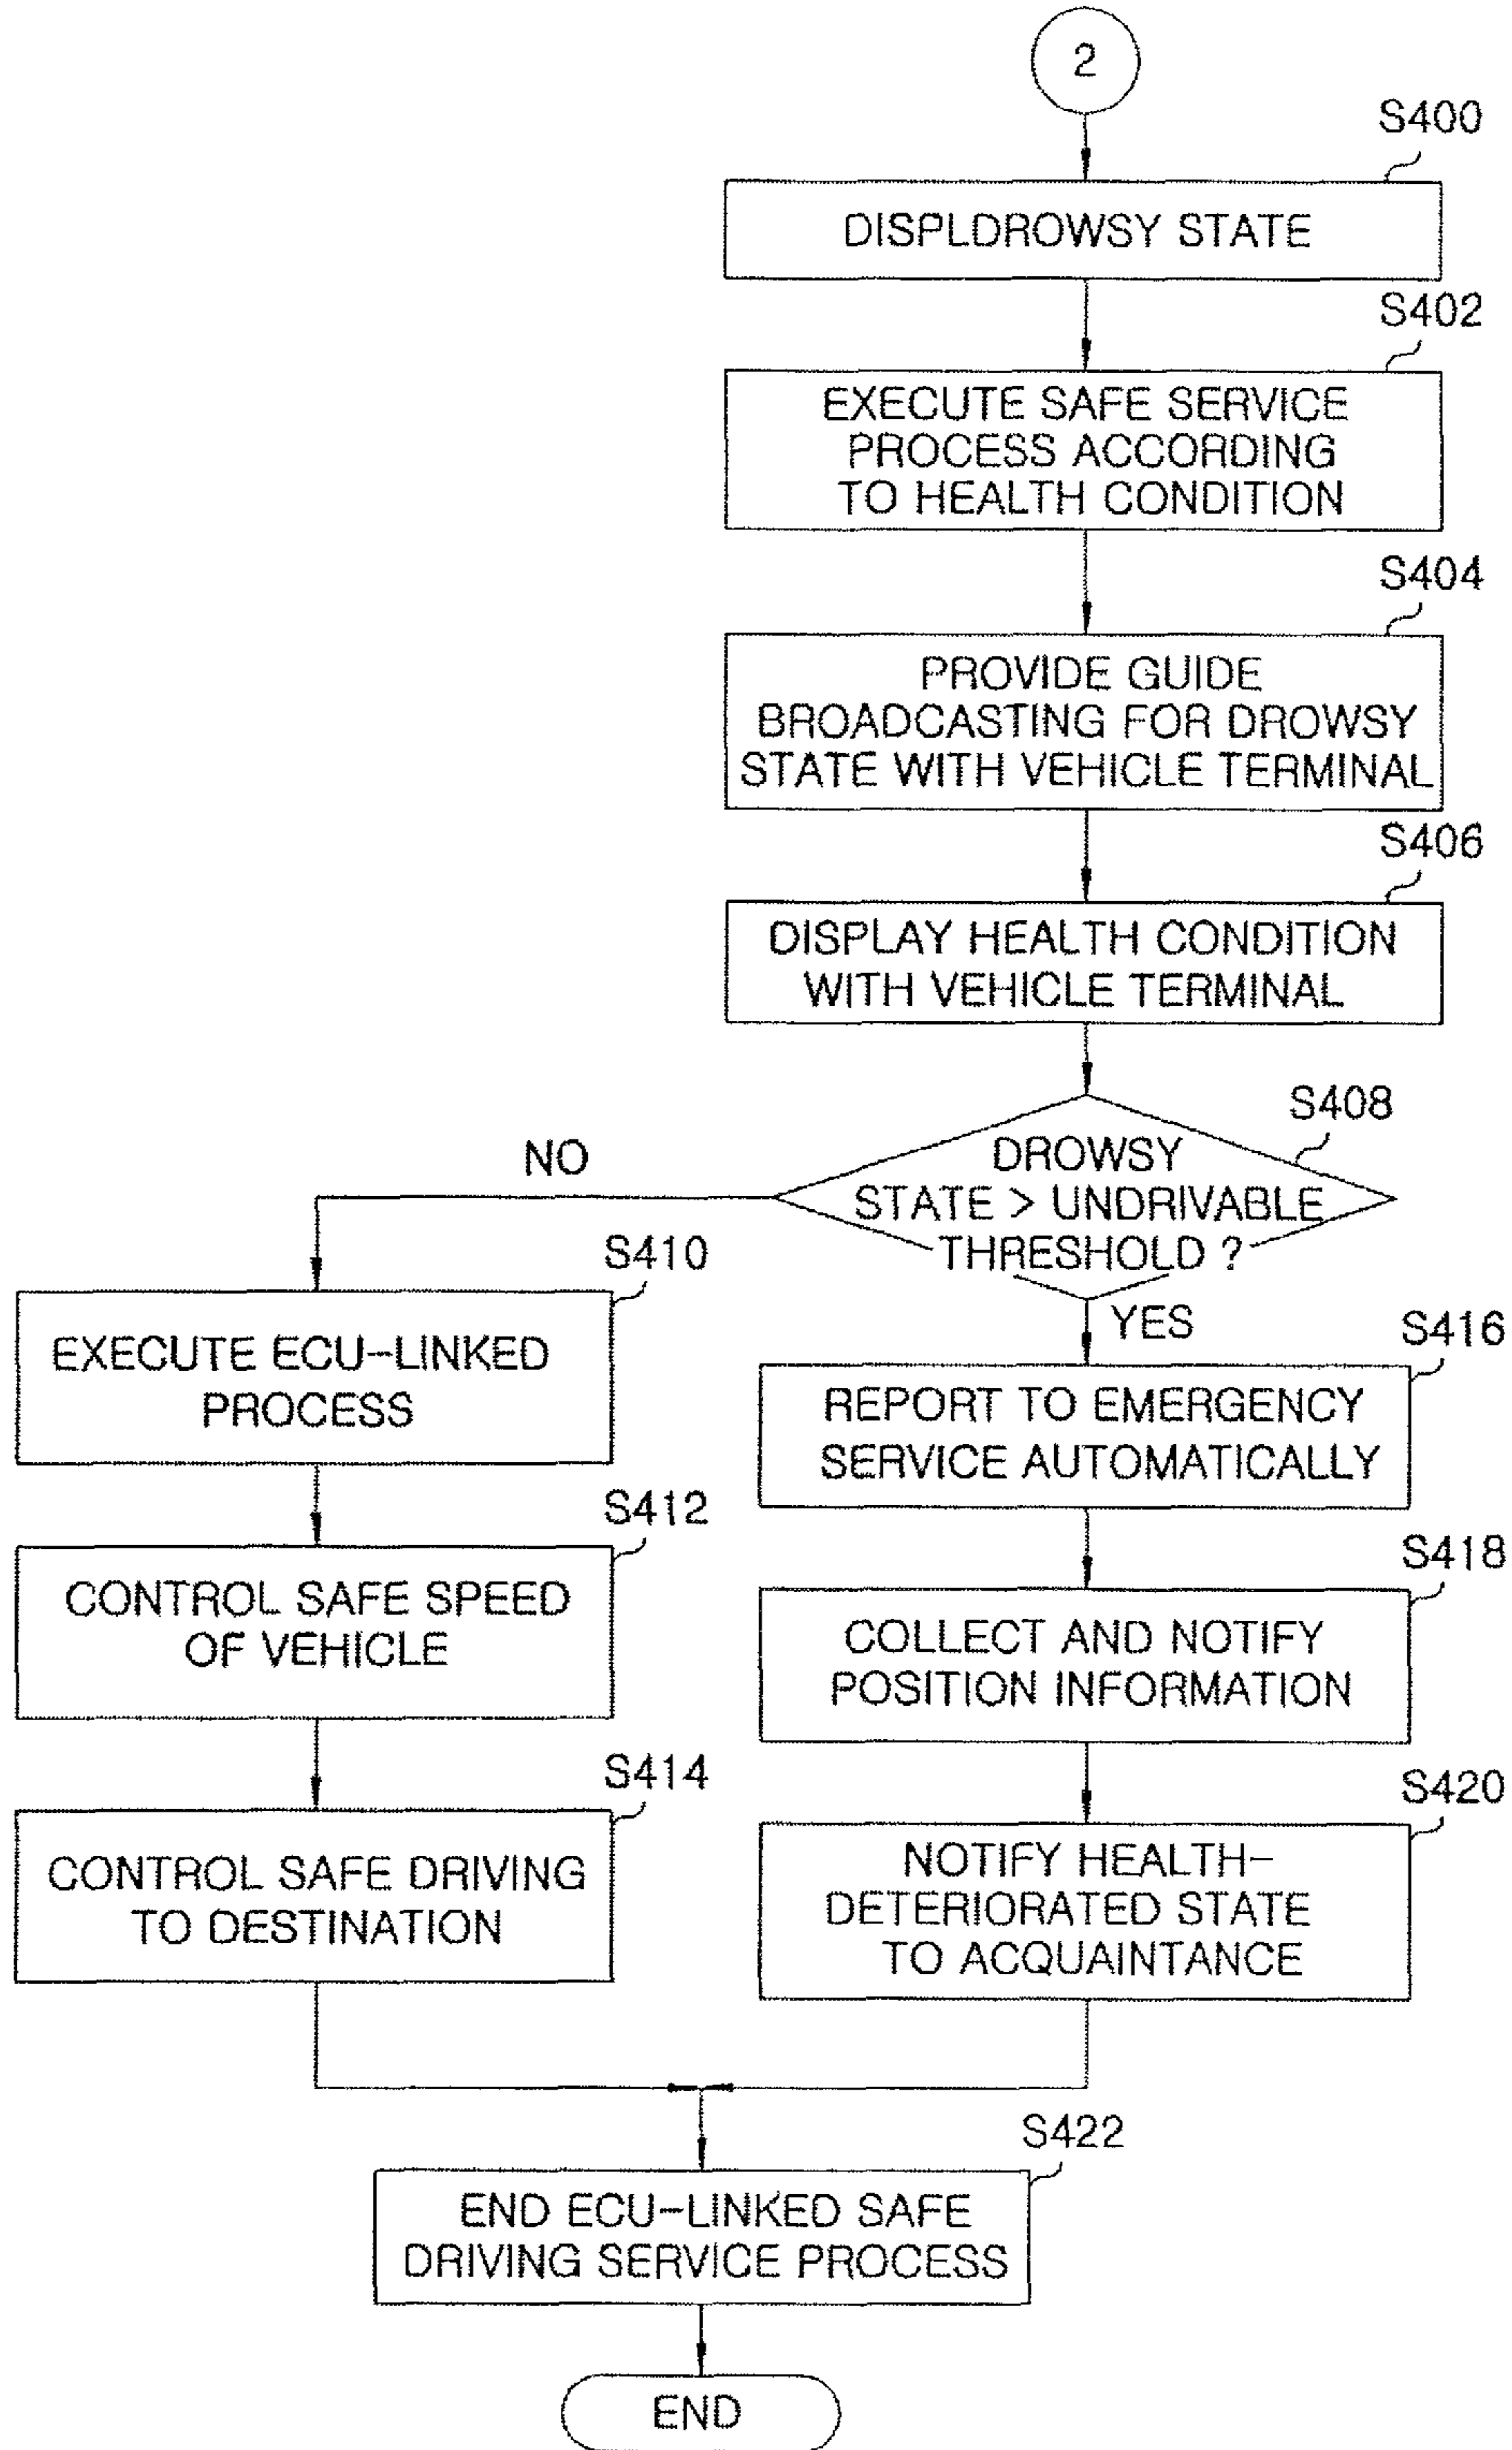 2
S400
DISPLDROWSY STATE
S402
EXECUTE SAFE SERVICE
PROCESS ACCORDING
TO HEALTH CONDITION
S404
PROVIDE GUIDE
BROADCASTING FOR DROWSY
STATE WITH VEHICLE TERMINAL
S406
DISPLAY HEALTH CONDITION
WITH VEHICLE TERMINAL
S408
DROWSY
STATE > UNDRIVABLE
THRESHOLD ?
NO
YES
S410
EXECUTE ECU-LINKED
PROCESS
S412
CONTROL SAFE SPEED
OF VEHICLE
S414
CONTROL SAFE DRIVING
TO DESTINATION
S416
REPORT TO EMERGENCY
SERVICE AUTOMATICALLY
S418
COLLECT AND NOTIFY
POSITION INFORMATION
S420
NOTIFY HEALTH-
DETERIORATED STATE
TO ACQUAINTANCE
S422
END ECU-LINKED SAFE
DRIVING SERVICE PROCESS
END